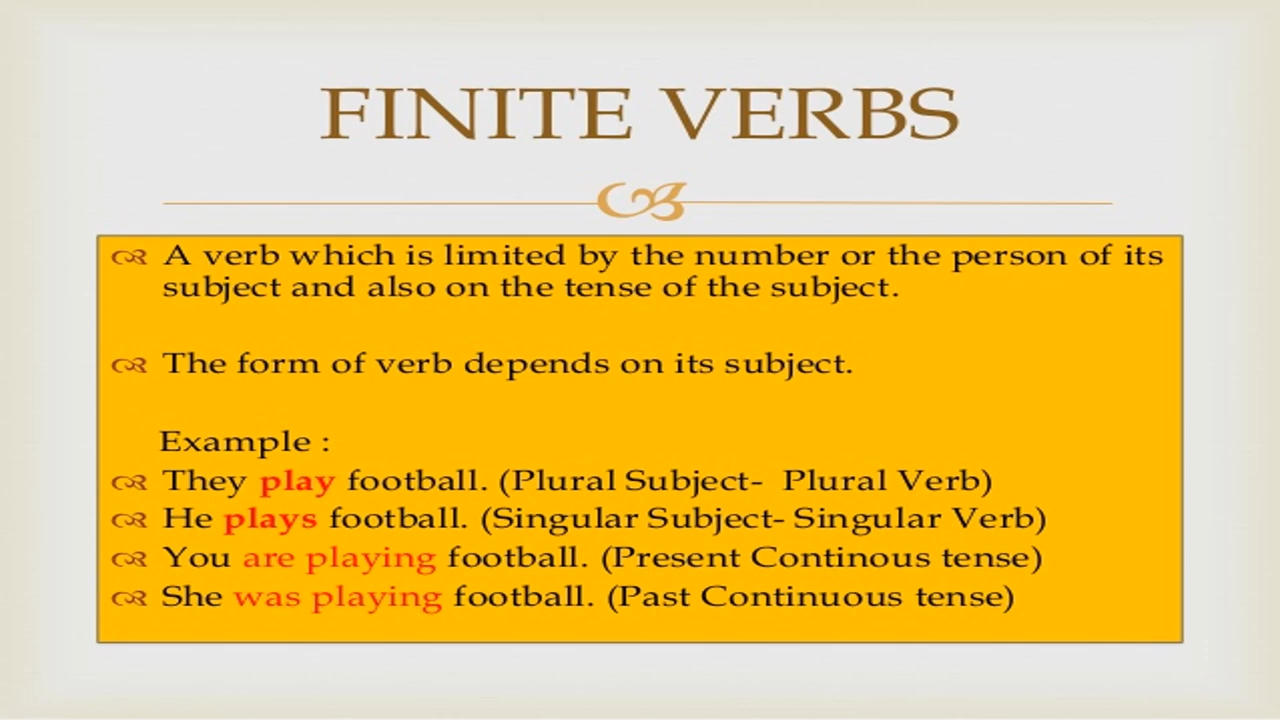 FINITE VERBS
A verb which is limited by the number or the person of its
subject and also on the tense of the subject.
The form of verb depends on its subject.
Example :
They play football. (Plural Subject- Plural Verb)
He plays football. (Singular Subject- Singular Verb)
You are playing football. (Present Continous tense)
She was playing football. (Past Continuous tense)